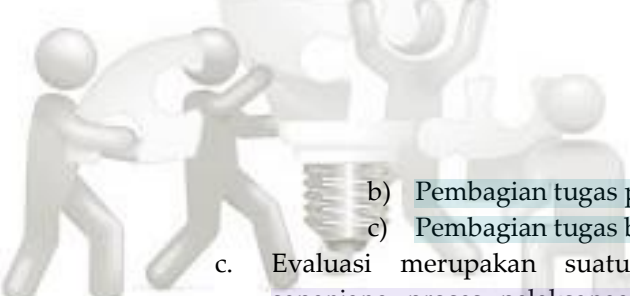 b) Pembagian tugas
c) Pembagian tugas
c. Evaluasi merupakan suatu